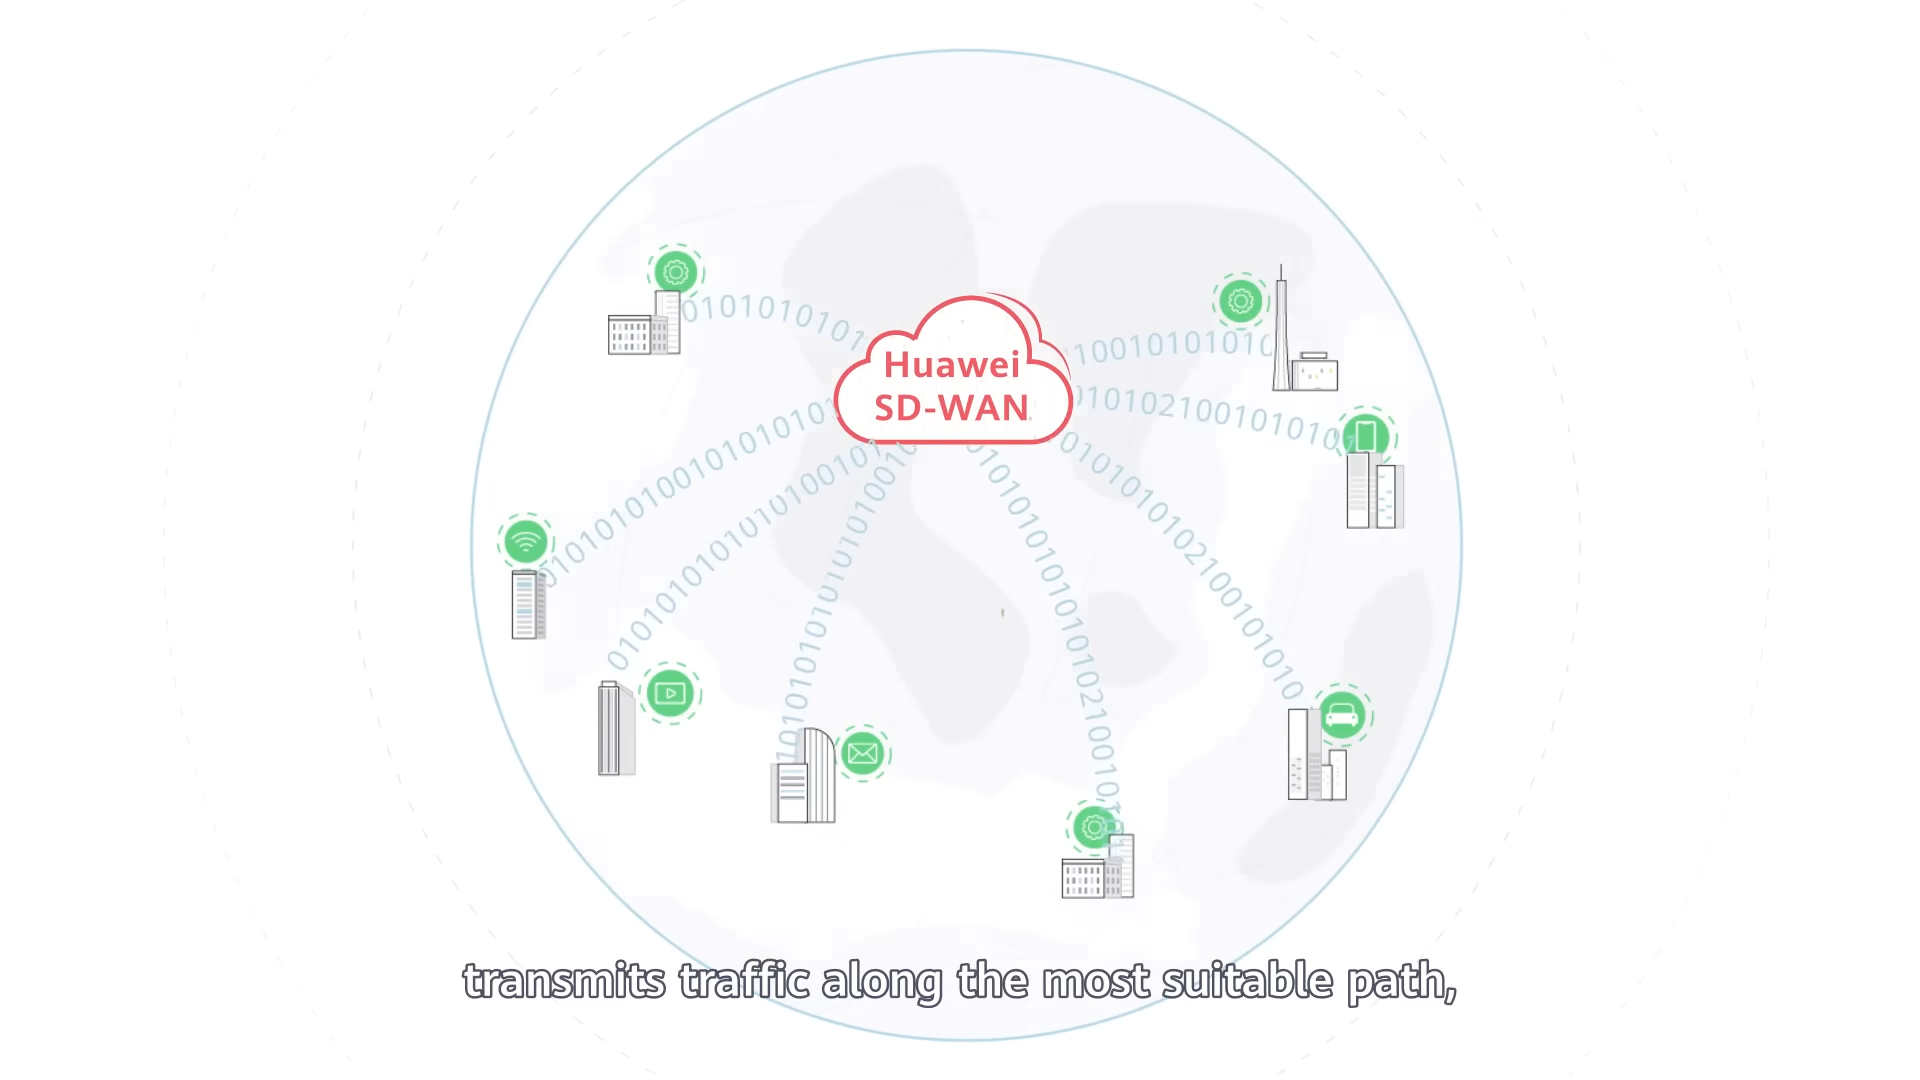 Huawei
SD-WAN
transmits traffic along the most suitable path,